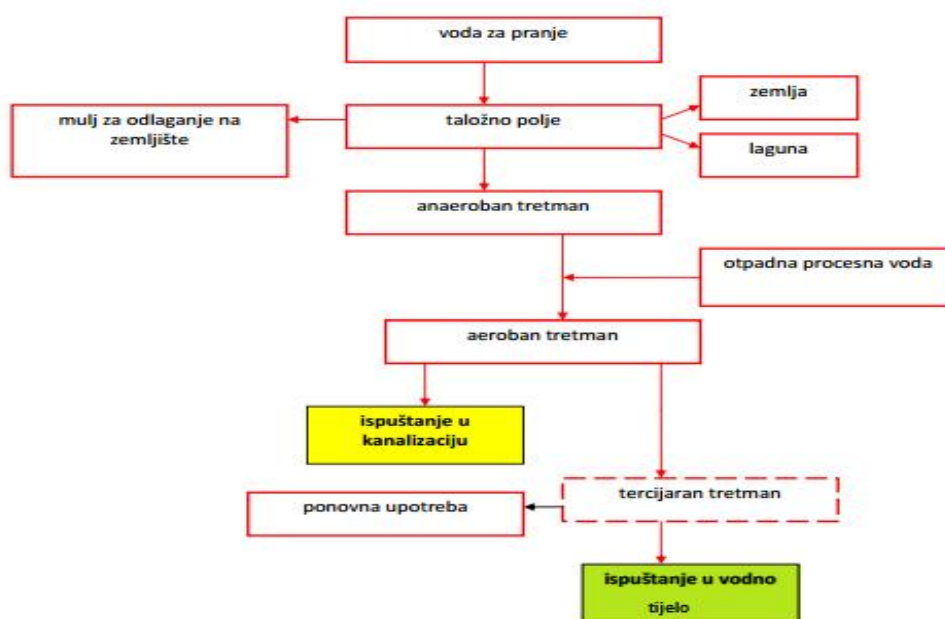 voda za pranje
zemlja
mulj za odlaganje na
zemljište
taložno polje
laguna
anaeroban tretman
otpadna procesna voda
aeroban tretman
ispuštanje u
kanalizaciju
tercijaran tretman
ponovna upotreba
ispuštanje u vodno
tijelo